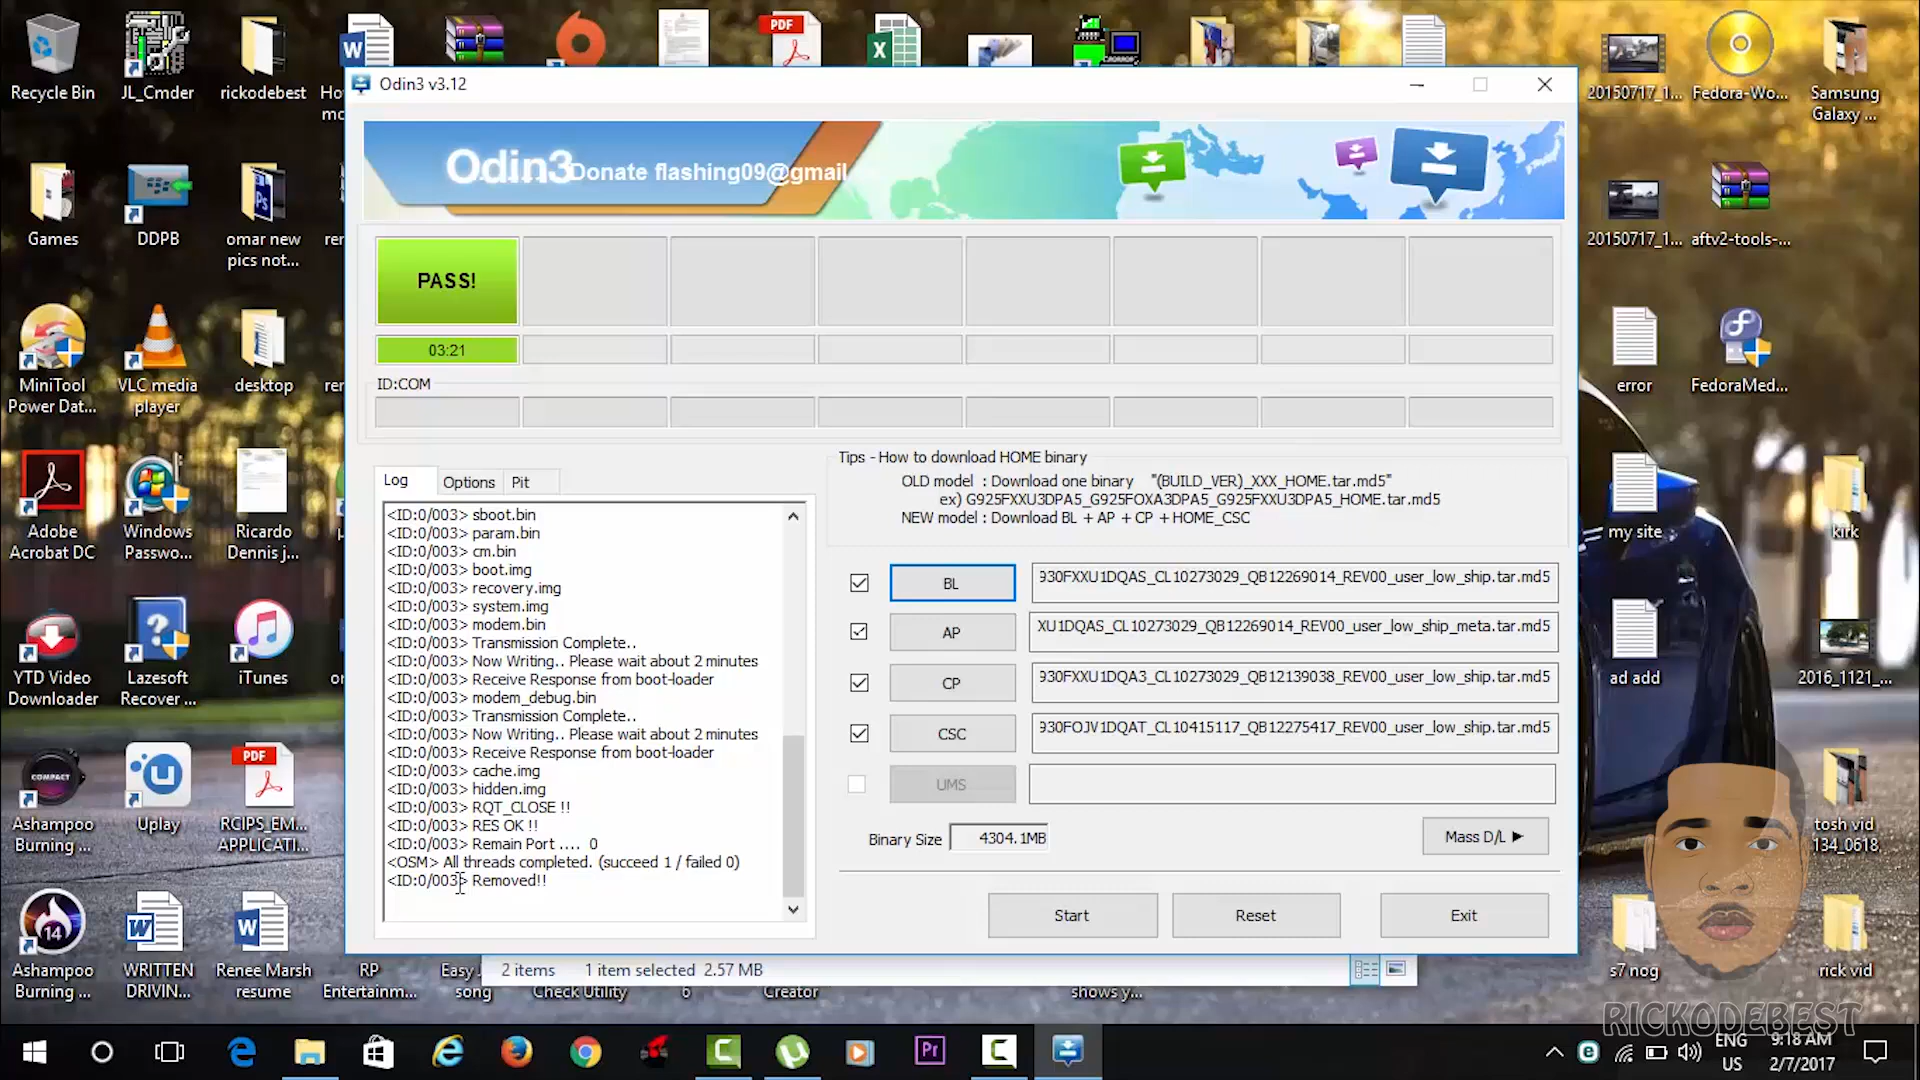 Odin3 v3.12
Odin3
Donate flashing09@gmail
PASS!
03:21
ID:COM
Log
Options
Pit
<ID:0/003> sboot.bin
<ID:0/003> param.bin
<ID:0/003> cm.bin
<ID:0/003> boot.img
<ID:0/003> recovery.img
<ID:0/003> system.img
<ID:0/003> modem.bin
<ID:0/003> Transmission Complete..
<ID:0/003> Now Writing.. Please wait about 2 minutes
<ID:0/003> Receive Response from boot-loader
<ID:0/003> modem_debug.bin
<ID:0/003> Transmission Complete..
<ID:0/003> Now Writing.. Please wait about 2 minutes
<ID:0/003> Receive Response from boot-loader
<ID:0/003> cache.img
<ID:0/003> hidden.img
<ID:0/003> RQT_CLOSE !!
<ID:0/003> RES OK !!
<ID:0/003> Remain Port .... 0
<OSM> All threads completed. (succeed 1 / failed 0)
<ID:0/003> Removed!!
Tips - How to download HOME binary
OLD model : Download one binary "(BUILD_VER)_XXX_HOME.tar.md5"
ex) G925FXXU3DPA5_G925FOXA3DPA5_G925FXXU3DPA5_HOME.tar.md5
NEW model : Download BL + AP + CP + HOME_CSC
BL
930FXXU1DQAS_CL10273029_QB12269014_REV00_user_low_ship.tar.md5
AP
XU1DQAS_CL10273029_QB12269014_REV00_user_low_ship_meta.tar.md5
CP
930FXXU1DQA3_CL10273029_QB12139038_REV00_user_low_ship.tar.md5
CSC
930FOJV1DQAT_CL10415117_QB12275417_REV00_user_low_ship.tar.md5
UMS
Binary Size
4304.1MB
Mass D/L
Start
Reset
Exit
2 items 1 item selected 2.57 MB
Recycle Bin
JL_Cmder
rickodebest
Games
DDPB
omar new
pics not...
MiniTool
Power Dat...
VLC media
player
desktop
Adobe
Acrobat DC
Windows
Passwo...
Ricardo
Dennis j...
YTD Video
Downloader
Lazesoft
Recover ...
iTunes
COMPACT
Ashampoo
Burning ...
Uplay
PDF
RCIPS_EM...
APPLICATI...
14
Ashampoo
Burning ...
WRITTEN
DRIVIN...
Renee Marsh
resume
RP
Entertainm...
Easy
song
Check Utility
Creator
shows y...
PDF
20150717_1...
Fedora-Wo...
Samsung
Galaxy ...
20150717_1...
aftv2-tools-...
error
FedoraMed...
my site
kirk
ad add
2016_1121_...
tosh vid
134_0618,
s7 nog
rick vid
RICKODEBEST
Pr
ENG
US
9:18 AM
2/7/2017